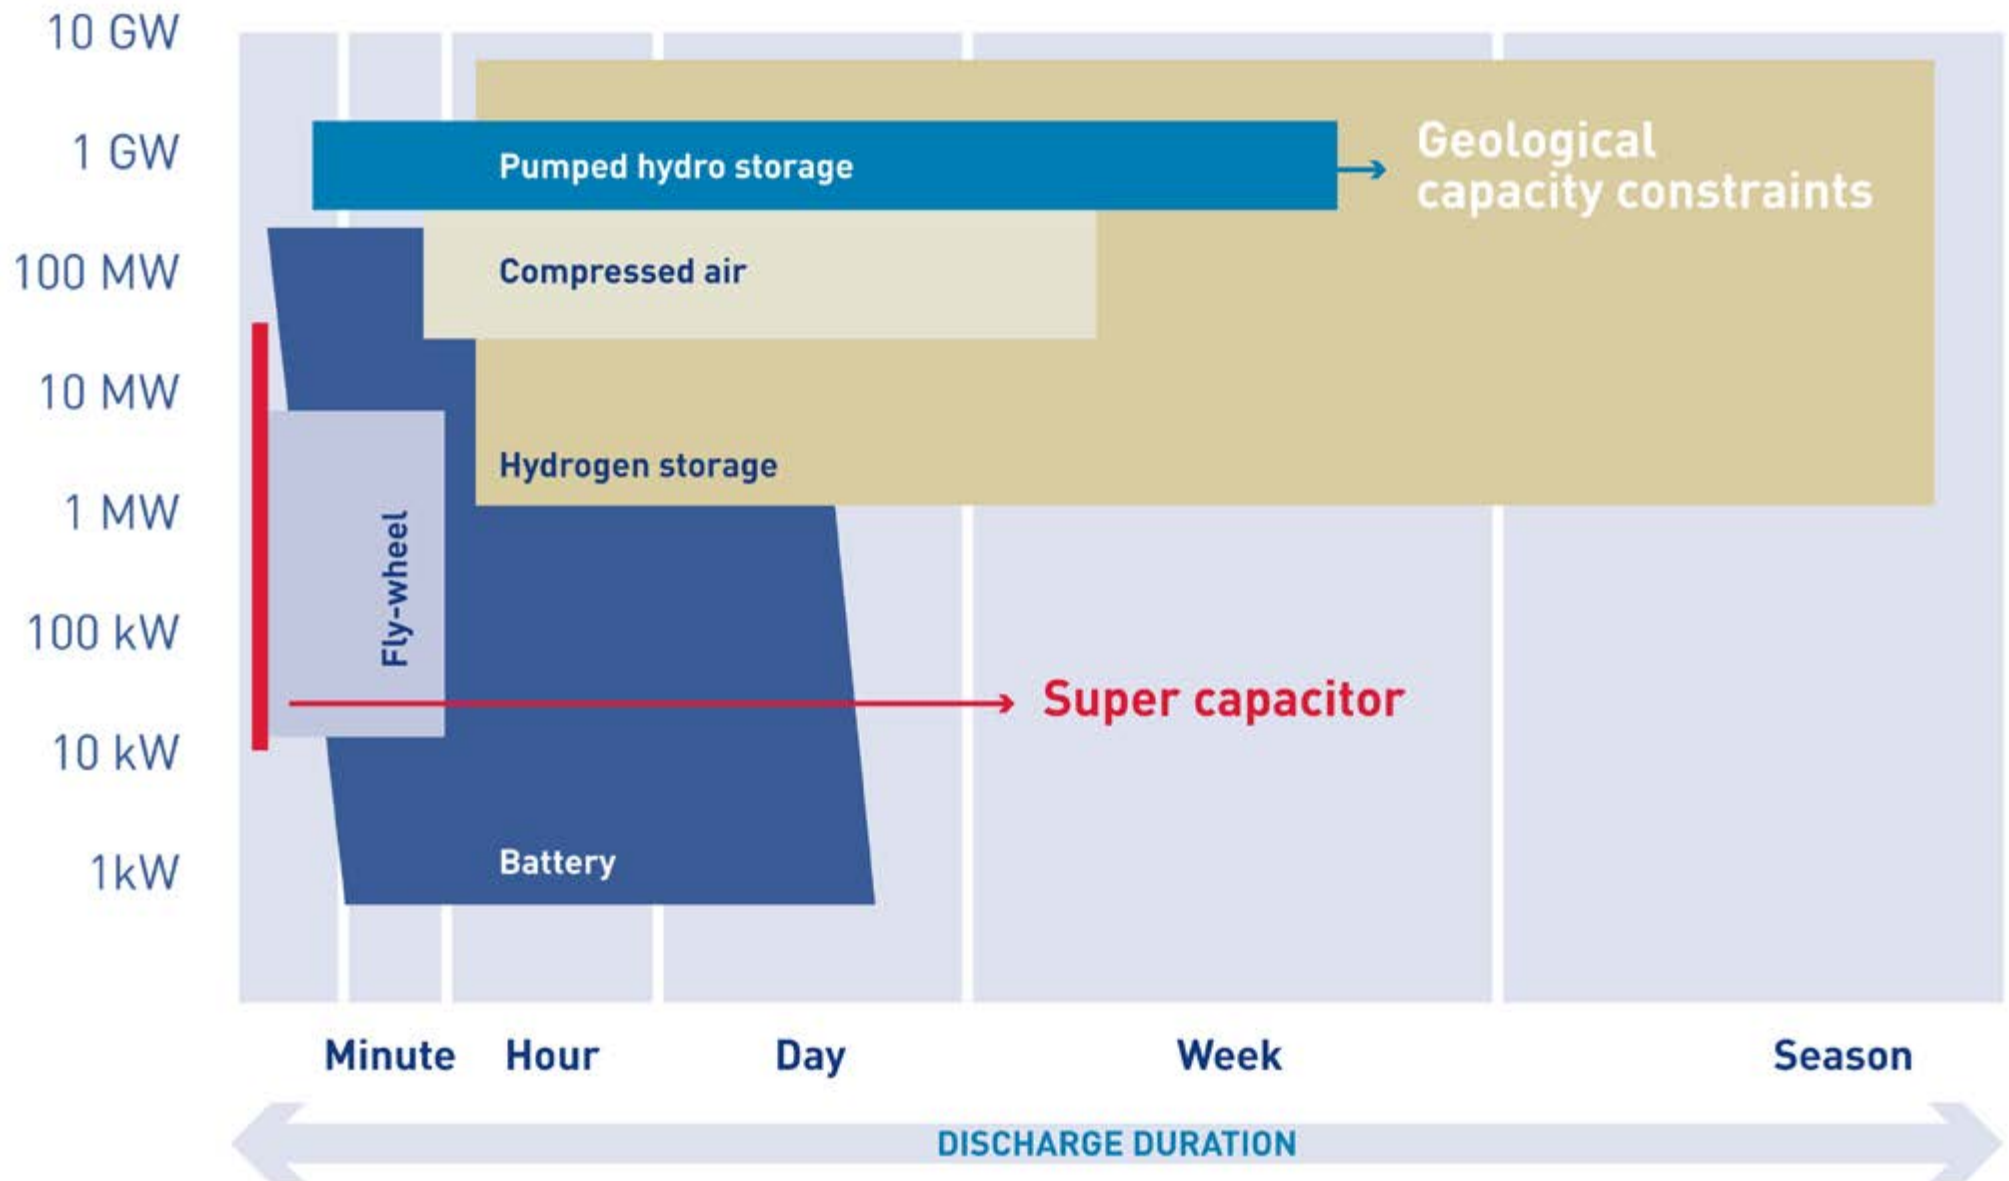 10 GW
1 GW
100 MW
10 MW
1 MW
100 kW
10 kW
1kW
Pumped hydro storage
Geological
capacity constraints
Compressed air
Hydrogen storage
Fly-wheel
Super capacitor
Battery
Minute
Hour
Day
Week
Season
DISCHARGE DURATION